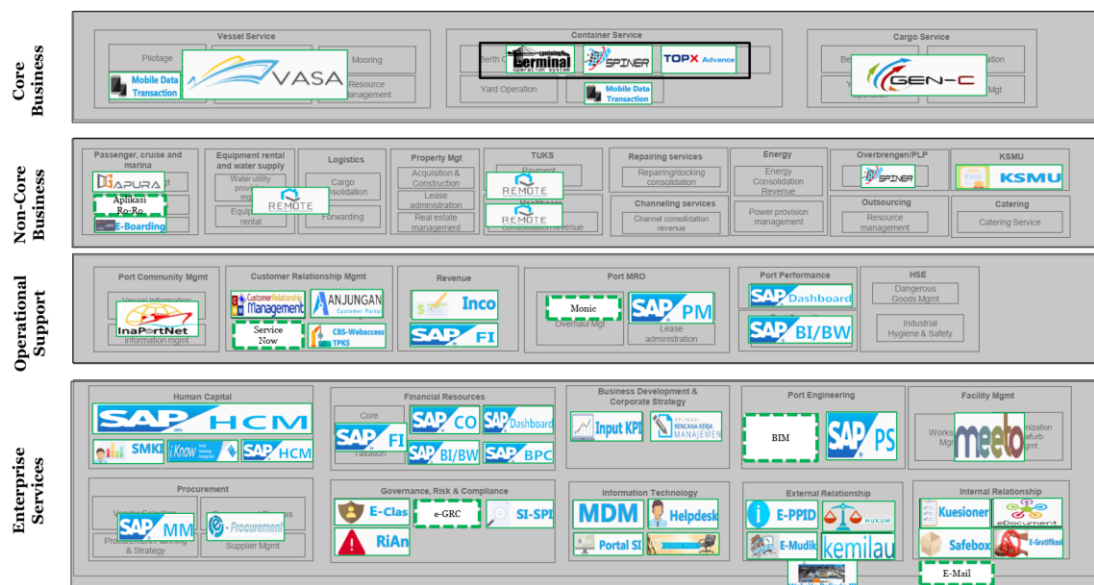 Core
Business
Vessel Service
Pilotage
Mooring
Mobile Data
Transaction
VASA
Resource
Management
Container Service
Berth
Terminal
operation system
SPINER
TOPX Advance
Yard Operation
Mobile Data
Transaction
Cargo Service
GEN-C
Mgt
Non-Core
Business
Passenger, cruise and
marina
GAPURA
Aplikasi
Ro-Ro
E-Boarding
Equipment rental
and water supply
Water utility
rental
REMOTE
Logistics
Cargo
Forwarding
Property Mgt
Acquisition &
Construction
Lease
administration
Real estate
management
TUKS
REMOTE
REMOTE
consolidation revenue
Repairing services
Repairing/docking
consolidation
Channeling services
Channel consolidation
revenue
Energy
Energy
Consolidation
Revenue
Power provision
management
Overbrengen/PLP
SPINER
Outsourcing
Resource
management
KSMU
KSMU
Catering
Catering Service
Operational
Support
Port Community Mgmt
Vessel Information
InaPortNet
information mgmt
Customer Relationship Mgmt
Customer Relationship
Management
ANJUNGAN
Customer Portal
Service
Now
CBS-Webaccess
TPKS
Revenue
Inco
SAP FI
Port MRO
Monic
Overhaul Mgt
SAP PM
Lease
administration
Port Performance
SAP Dashboard
SAP BI/BW
HSE
Dangerous
Goods Mgmt
Industrial
Hygiene & Safety
Enterprise
Services
Human Capital
SAP HCM
SMKI
i-Know
SAP HCM
Financial Resources
Core
SAP FI
Taxation
SAP CO
SAP Dashboard
SAP BI/BW
SAP BPC
Business Development &
Corporate Strategy
Input KPI
APLIKASI
RENCANA KERJA
MANAJEMEN
Port Engineering
BIM
SAP PS
Facility Mgmt
meeto
Procurement
SAP MM
e-Procurement
& Strategy
Supplier Mgmt
Governance, Risk & Compliance
E-Clas
e-GRC
SI-SPI
RiAn
Information Technology
MDM
Helpdesk
Portal SI
External Relationship
E-PPID
HUKUM
E-Mudik
kemilau
Internal Relationship
Kuesioner
eDocument
Safebox
E-Gratifikasi
E-Mail